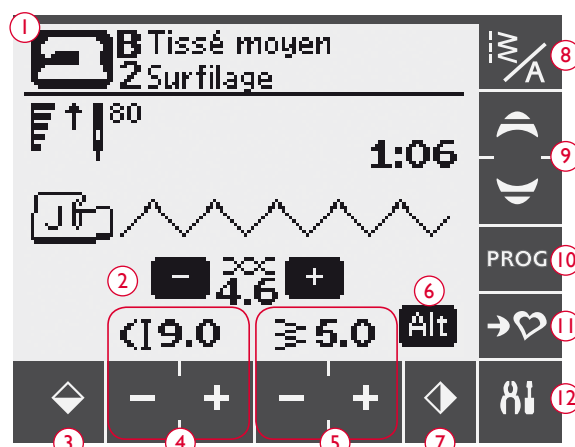 1
B Tissé moyen
2 Surfilage
8
A
80
1:06
9
J
PROG 10
2 - 4.6 + 6
9.0 5.0 Alt
11
- + - +
12
3 4 5 7